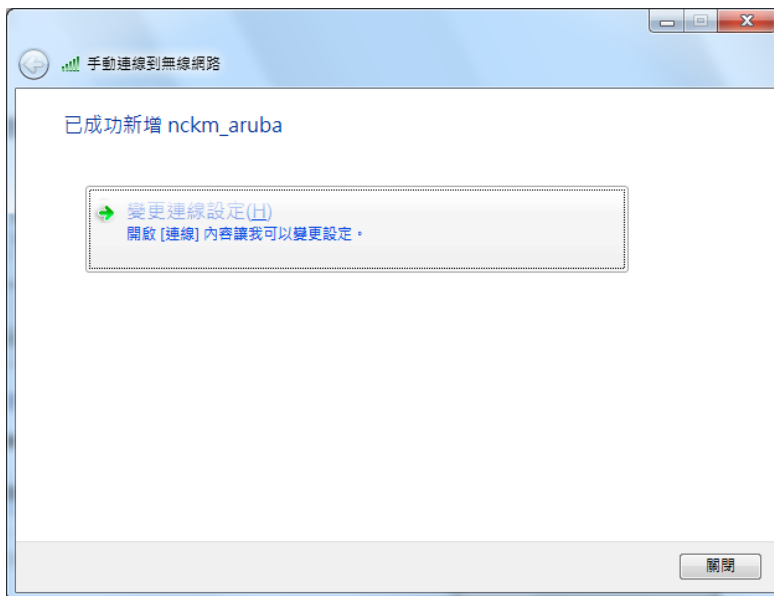 手動連線到無線網路
已成功新增 nckm_aruba
變更連線設定(H)
開啟 [連線] 內容讓我可以變更設定。
關閉